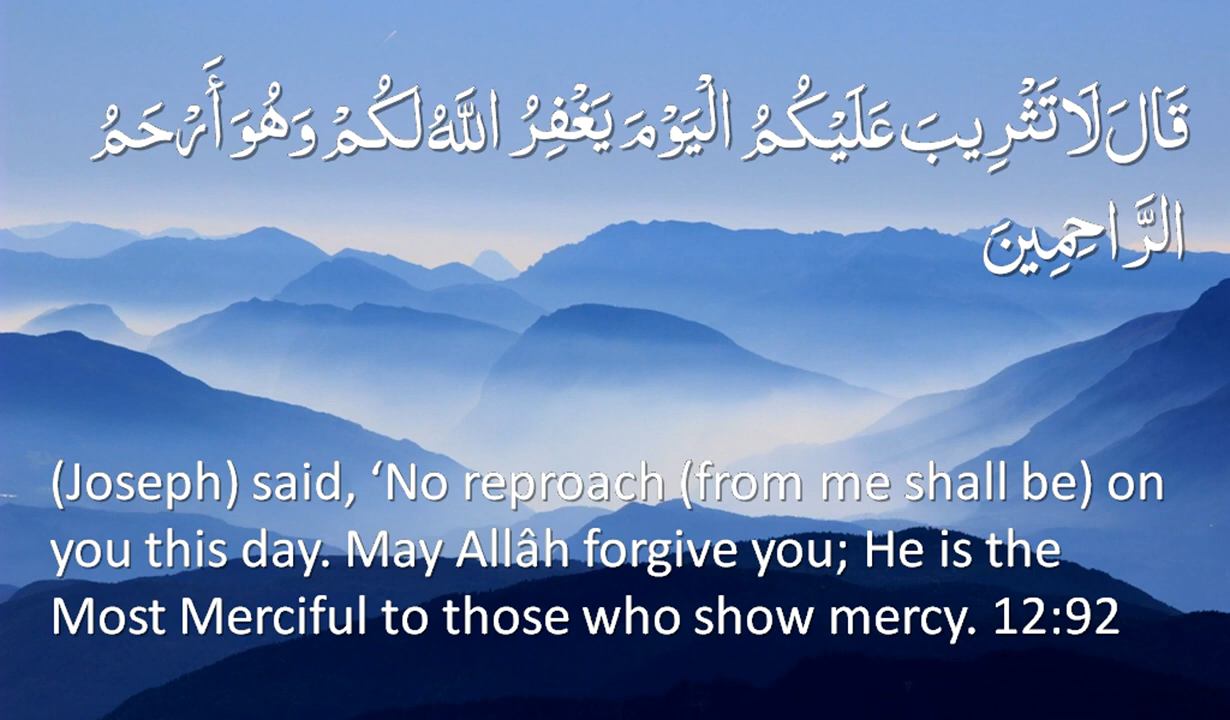 قَالَ لَا تَثْرِيبَ عَلَيْكُمُ الْيَوْمَ يَغْفِرُ اللَّهُ لَكُمْ وَهُوَ أَرْحَمُ
الرَّاحِمِينَ
(Joseph) said, ‘No reproach (from me shall be) on
you this day. May Allâh forgive you; He is the
Most Merciful to those who show mercy. 12:92